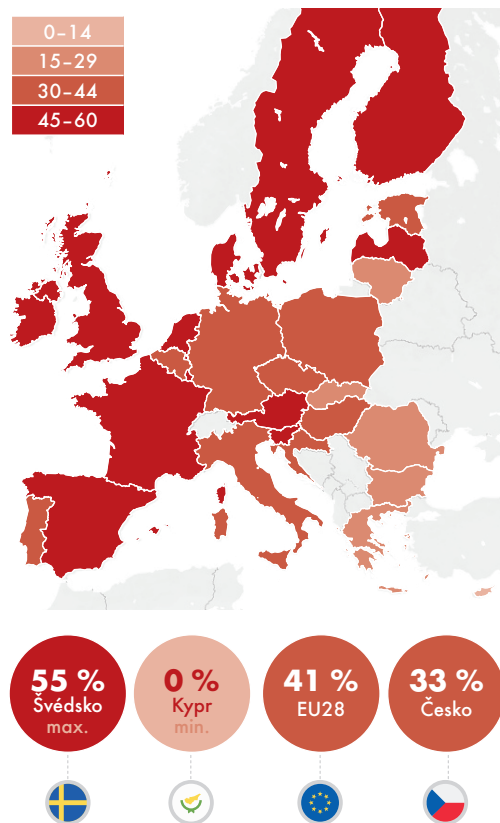 0–14
15–29
30–44
45–60
55 %
Švédsko
max.
0 %
Kypr
min.
41 %
EU28
33 %
Česko